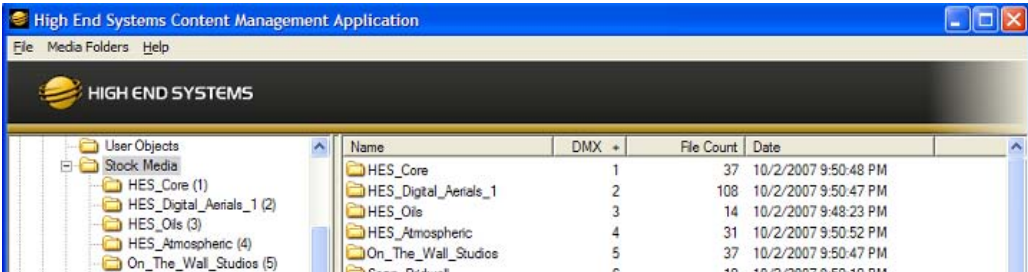 High End Systems Content Management Application
File Media Folders Help
HIGH END SYSTEMS
User Objects
Stock Media
HES_Core (1)
HES_Digital_Aerials_1 (2)
HES_Oils (3)
HES_Atmospheric (4)
On_The_Wall_Studios (5)
Name DMX + File Count Date
HES_Core 1 37 10/2/2007 9:50:48 PM
HES_Digital_Aerials_1 2 108 10/2/2007 9:50:47 PM
HES_Oils 3 14 10/2/2007 9:48:23 PM
HES_Atmospheric 4 31 10/2/2007 9:50:52 PM
On_The_Wall_Studios 5 37 10/2/2007 9:50:47 PM